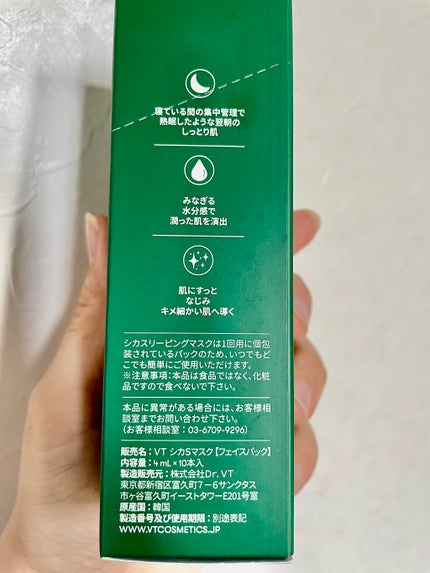 寝ている間の集中管理で
熟眠したような翌朝の
しっとり肌
みなぎる
水分感で
潤った肌を演出
肌にすっと
なじみ
キメ細かい肌へ導く
シカスリーピングマスクは1回用に個包
装されているパックのため、いつでもど
こでも簡単にご使用いただけます。
※注意事項：本品は食品ではなく、化粧
品ですので食べないで下さい。
本品に異常がある場合には、お客様相
談室までお問い合わせ下さい。
（お客様相談室：03-6709-9296）
販売名：VT シカSマスク【フェイスパック】
内容量：4mL×10本入
製造販売元：株式会社Dr. VT
東京都新宿区富久町7－6サンクタス
市ヶ谷富久町イーストタワーE201号室
原産国：韓国
製造番号及び使用期限：別途表記
WWW.VTCOSMETICS.JP